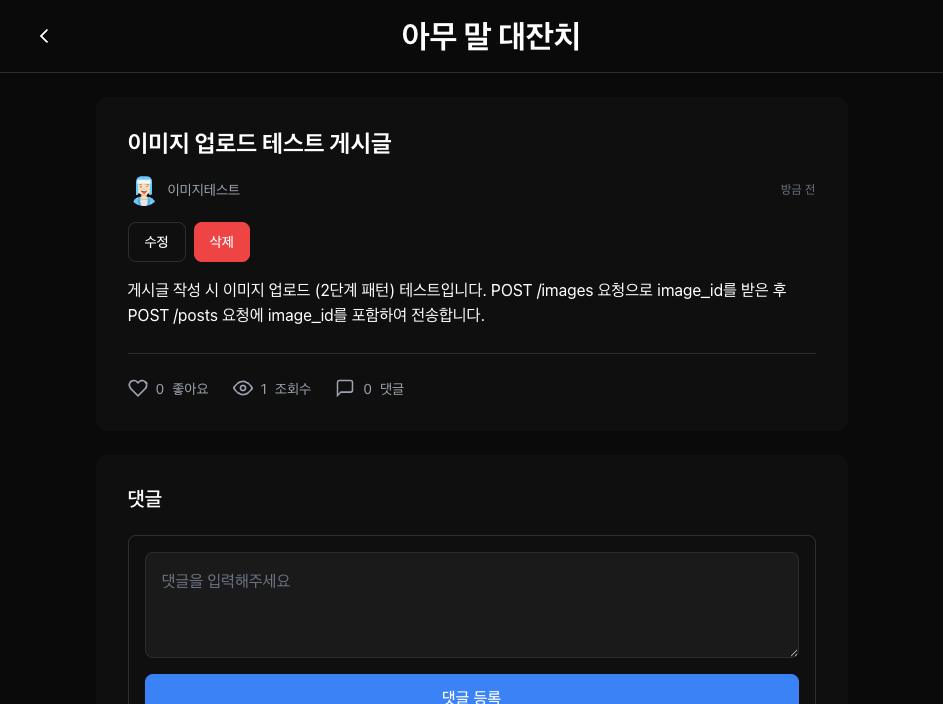 아무 말 대잔치
이미지 업로드 테스트 게시글
이미지테스트 방금 전
수정 삭제
게시글 작성 시 이미지 업로드 (2단계 패턴) 테스트입니다. POST /images 요청으로 image_id를 받은 후
POST /posts 요청에 image_id를 포함하여 전송합니다.
0 좋아요 1 조회수 0 댓글
댓글
댓글을 입력해주세요
댓글 등록